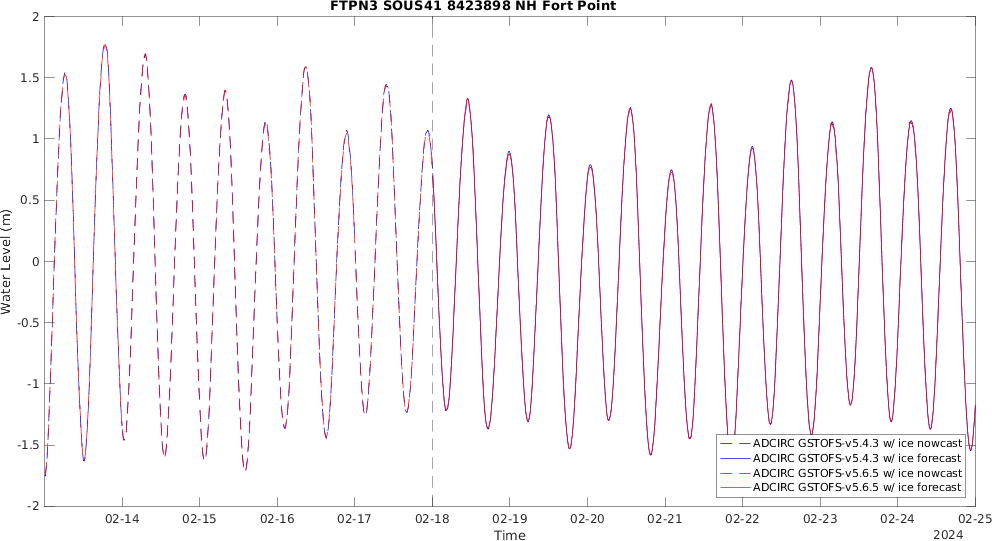 FTPN3 SOUS41 8423898 NH Fort Point
2
1.5
1
0.5
0
-0.5
-1
-1.5
-2
Water Level (m)
ADCIRC GSTOFS-v5.4.3 w/ ice nowcast
ADCIRC GSTOFS-v5.4.3 w/ ice forecast
ADCIRC GSTOFS-v5.6.5 w/ ice nowcast
ADCIRC GSTOFS-v5.6.5 w/ ice forecast
02-14 02-15 02-16 02-17 02-18 02-19 02-20 02-21 02-22 02-23 02-24 02-25
Time
2024